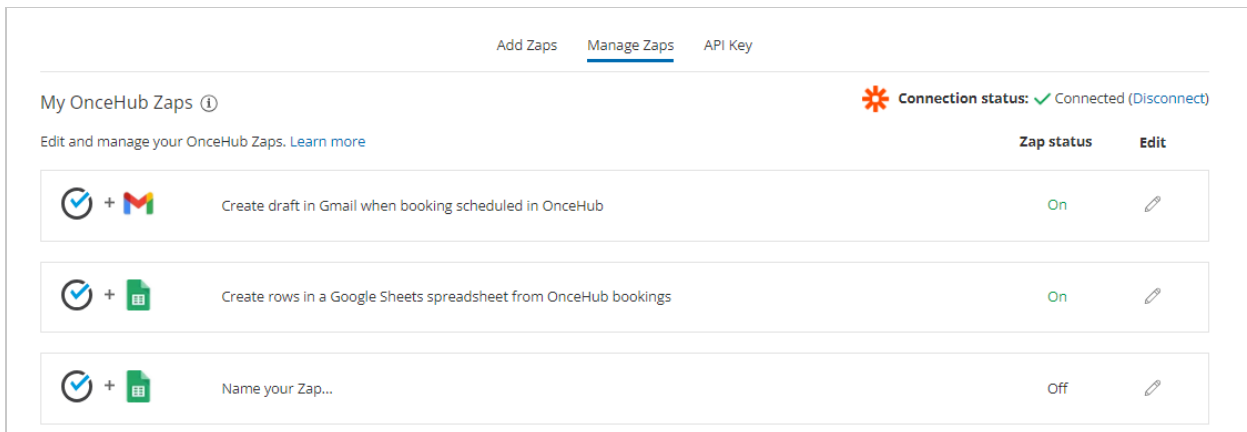 Add Zaps Manage Zaps API Key
My OnceHub Zaps i Connection status: Connected (Disconnect)
Edit and manage your OnceHub Zaps. Learn more Zap status Edit
+ Create draft in Gmail when booking scheduled in OnceHub On
+ Create rows in a Google Sheets spreadsheet from OnceHub bookings On
+ Name your Zap... Off